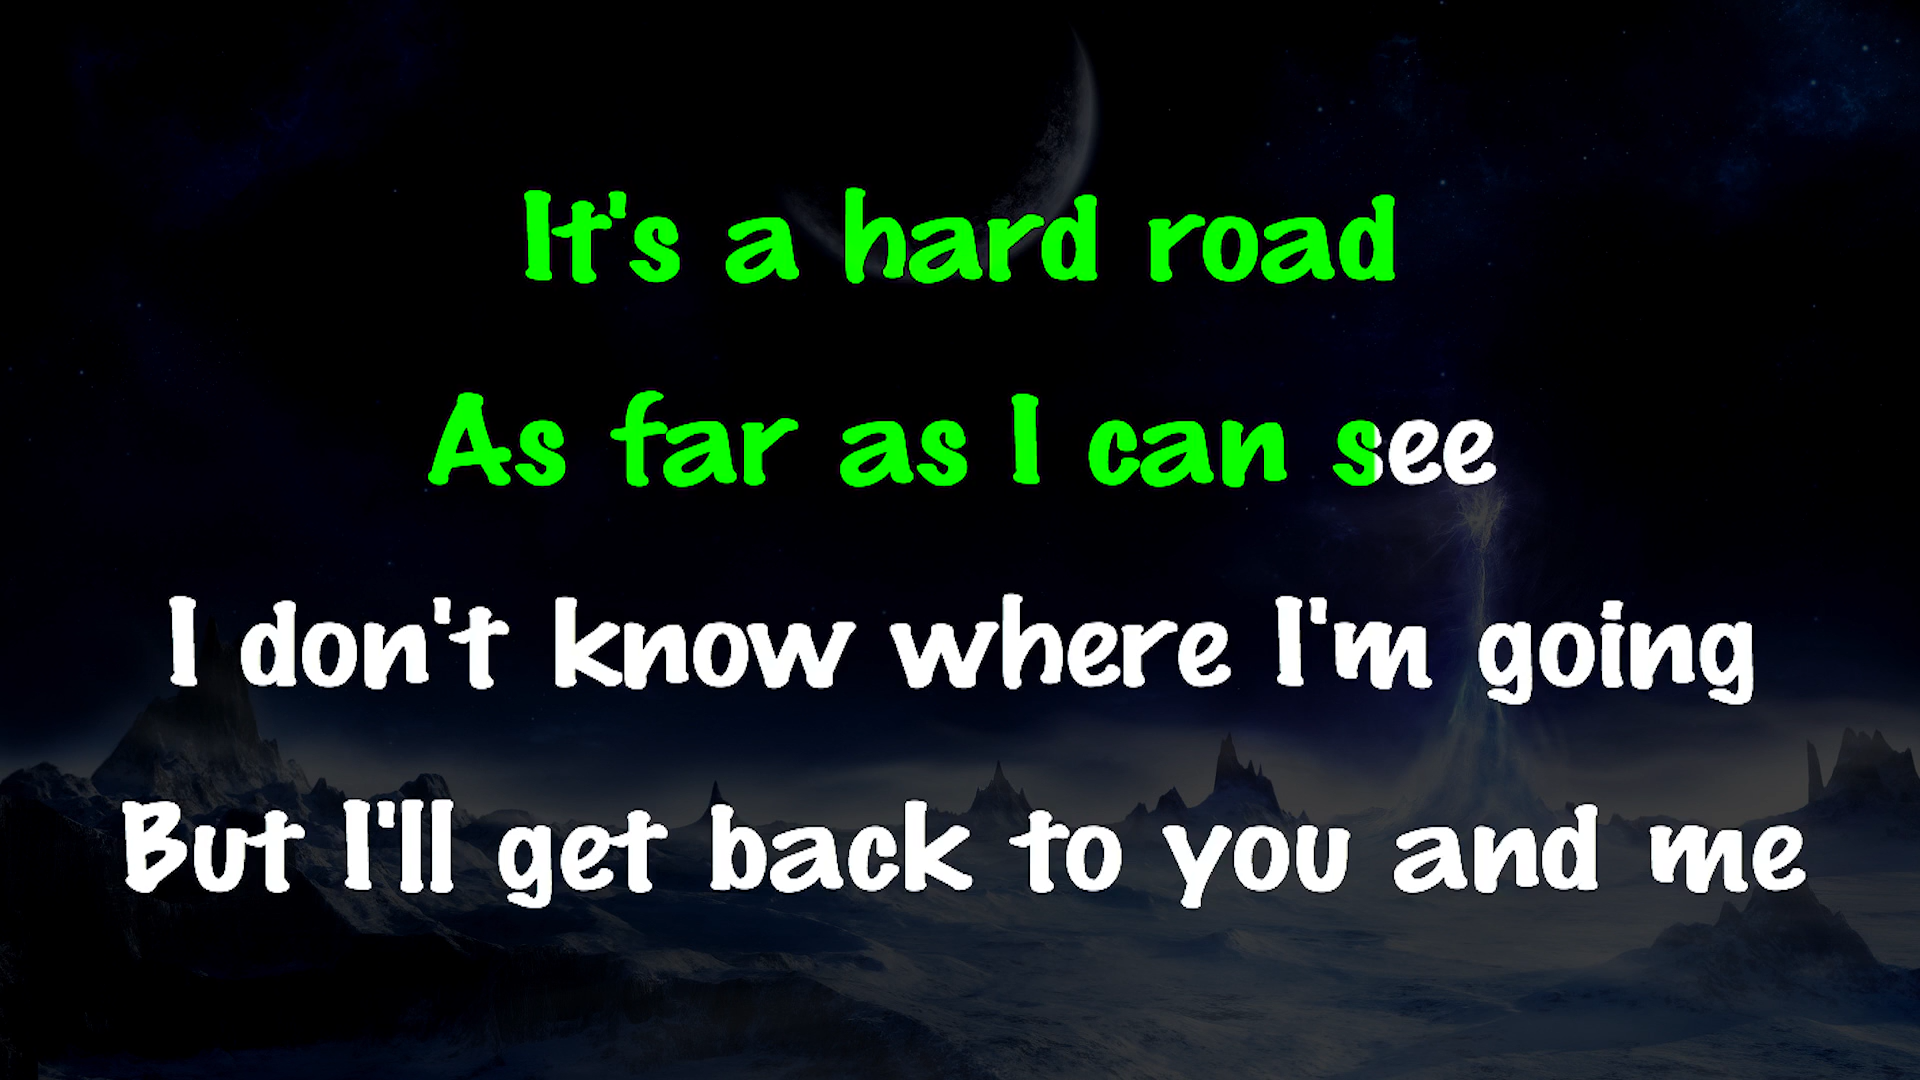 It's a hard road
As far as I can see
I don't know where I'm going
But I'll get back to you and me